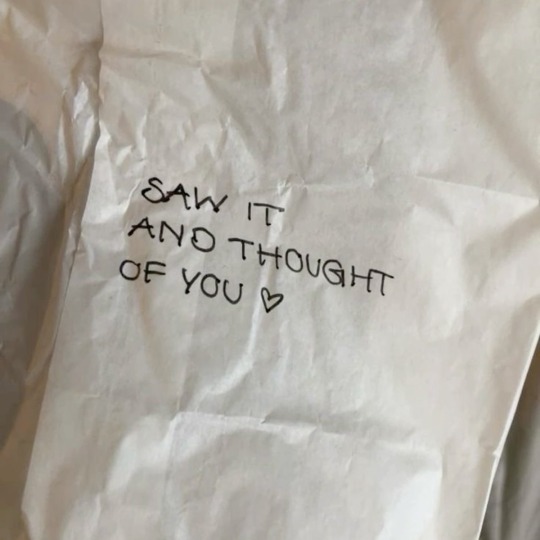 SAW IT
AND THOUGHT
OF YOU ♡